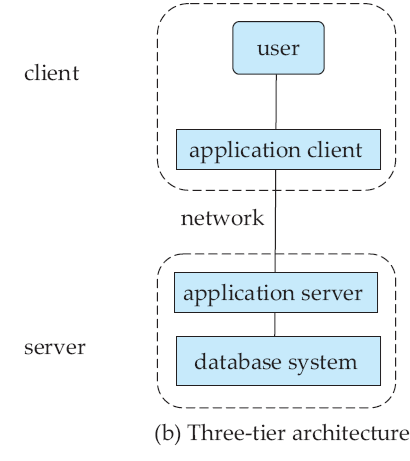 user
client
application client
network
application server
server
database system
(b) Three-tier architecture